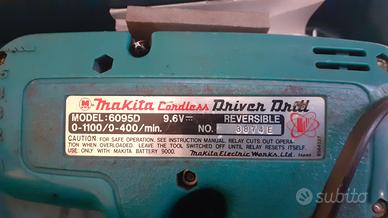 makita Cordless Driver Drill
MODEL:6095D 9,6V REVERSIBLE
0-1100/0-400/min. NO. 3873E
CAUTION: FOR SAFE OPERATION, SEE INSTRUCTION MANUAL. RELAY CUTS OUT OPERATION
WHEN OVERLOADED. LEAVE THE TOOL SWITCHED OFF UNTIL RELAY RESETS ITSELF.
USE ONLY WITH MAKITA BATTERY 9000. Makita Electric Works, Ltd. JAPAN
subito